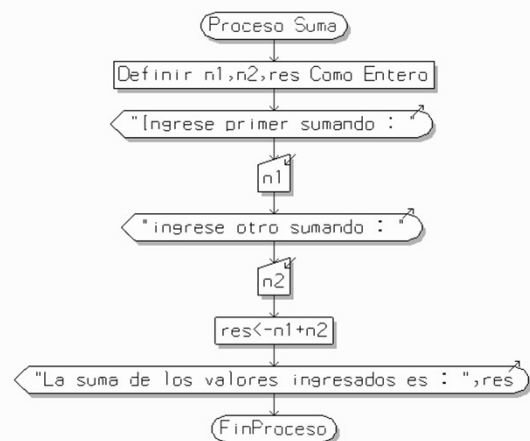 Proceso Suma
Definir n1,n2,res Como Entero
"Ingrese primer sumando : "
n1
"ingrese otro sumando : "
n2
res<-n1+n2
"La suma de los valores ingresados es : ",res
FinProceso